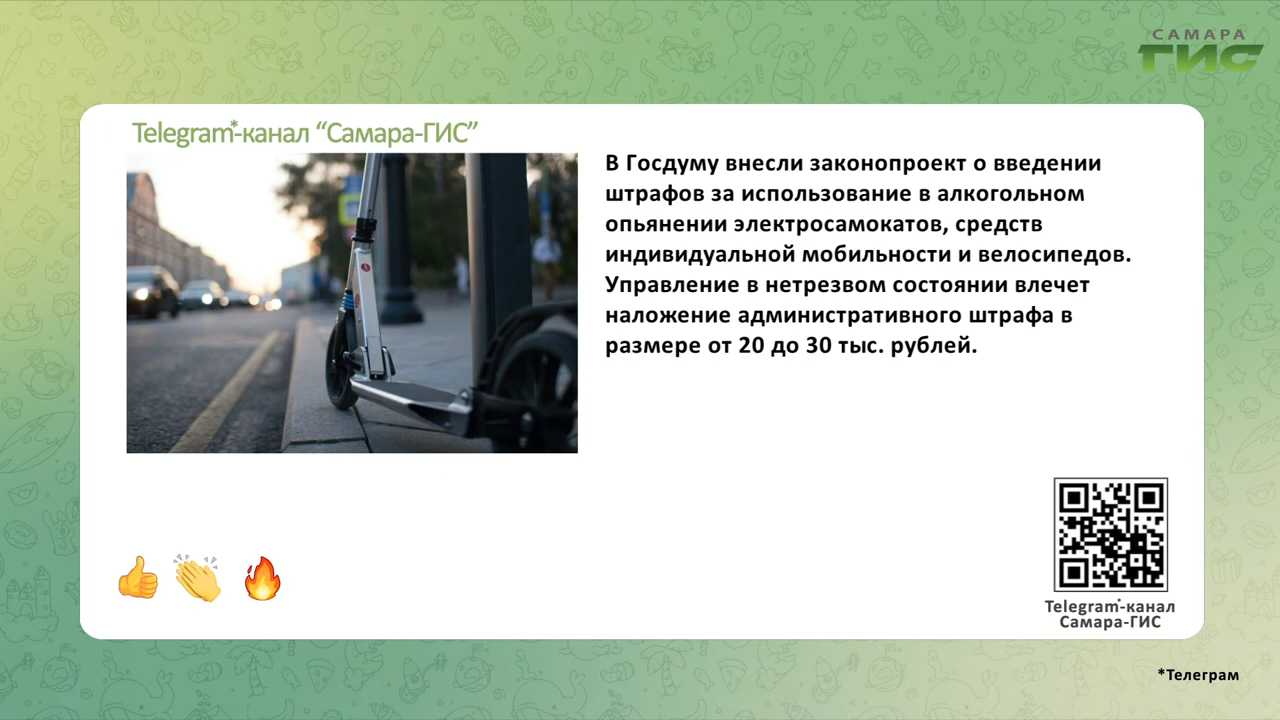 САМАРА
ГИС
Telegram*-канал “Самара-ГИС”
В Госдуму внесли законопроект о введении
штрафов за использование в алкогольном
опьянении электросамокатов, средств
индивидуальной мобильности и велосипедов.
Управление в нетрезвом состоянии влечет
наложение административного штрафа в
размере от 20 до 30 тыс. рублей.
Telegram*-канал
Самара-ГИС
*Телеграм